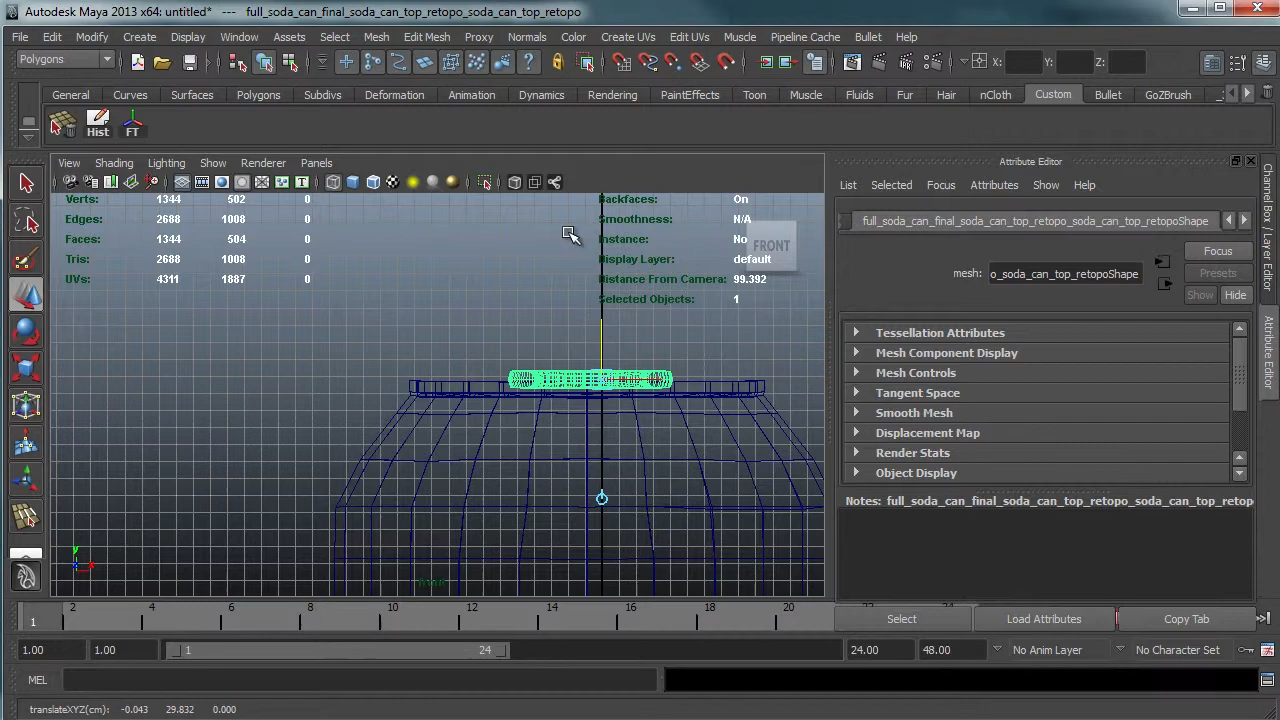 Autodesk Maya 2013 x64: untitled* --- full_soda_can_final_soda_can_top_retopo_soda_can_top_retopo
File Edit Modify Create Display Window Assets Select Mesh Edit Mesh Proxy Normals Color Create UVs Edit UVs Muscle Pipeline Cache Bullet Help
Polygons X: Y: Z:
General Curves Surfaces Polygons Subdivs Deformation Animation Dynamics Rendering PaintEffects Toon Muscle Fluids Fur Hair nCloth Custom Bullet GoZBrush
Hist FT
View Shading Lighting Show Renderer Panels
Attribute Editor
List Selected Focus Attributes Show Help
Verts: 1344 502 0
Edges: 2688 1008 0
Faces: 1344 504 0
Tris: 2688 1008 0
UVs: 4311 1887 0
Backfaces: On
Smoothness: N/A
Instance: No
Display Layer: default
Distance From Camera: 99.392
Selected Objects: 1
FRONT
full_soda_can_final_soda_can_top_retopo_soda_can_top_retopoShape
mesh: o_soda_can_top_retopoShape
Focus
Presets
Show Hide
Tessellation Attributes
Mesh Component Display
Mesh Controls
Tangent Space
Smooth Mesh
Displacement Map
Render Stats
Object Display
Notes: full_soda_can_final_soda_can_top_retopo_soda_can_top_retop
Select Load Attributes Copy Tab
Channel Box / Layer Editor
Attribute Editor
y
x
2 4 6 8 10 12 14 16 18 20
1
1.00 1.00 1 24 24.00 48.00 No Anim Layer No Character Set
MEL
translateXYZ(cm): -0.043 29.832 0.000